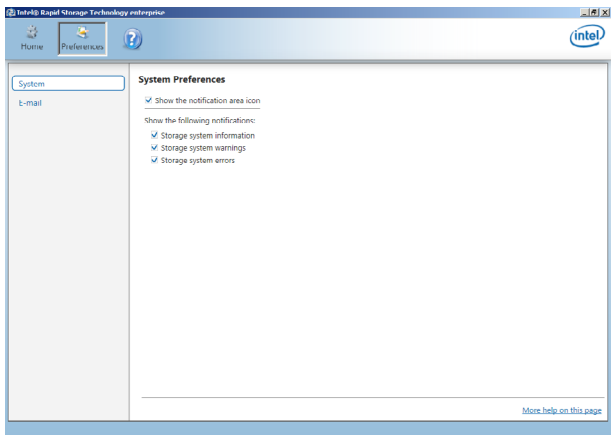 Intel® Rapid Storage Technology enterprise
Home
Preferences
intel
System
E-mail
System Preferences
Show the notification area icon
Show the following notifications:
Storage system information
Storage system warnings
Storage system errors
More help on this page